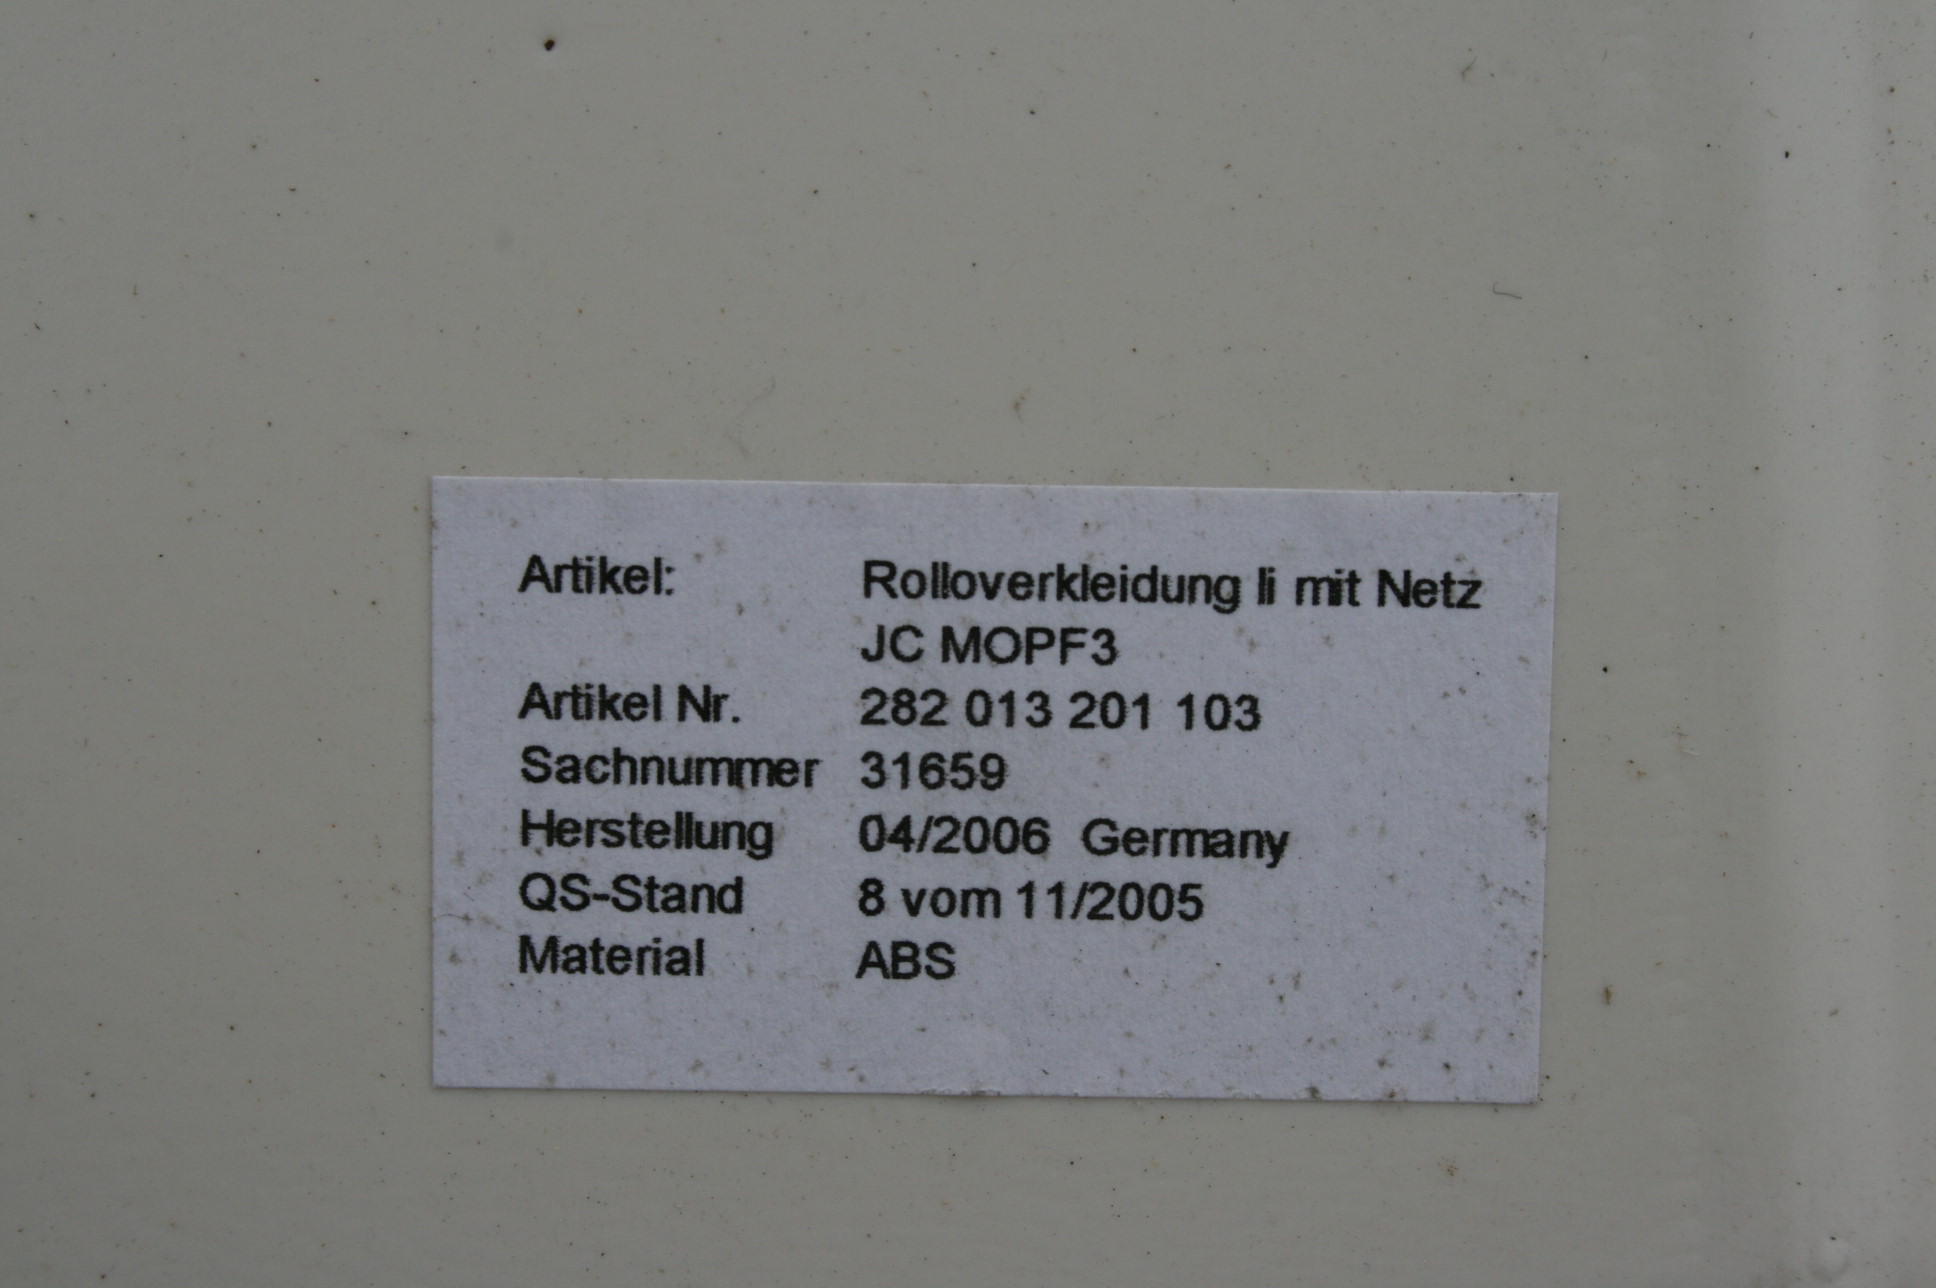 Artikel: Rolloverkleidung li mit Netz
JC MOPF3
Artikel Nr. 282 013 201 103
Sachnummer 31659
Herstellung 04/2006 Germany
QS-Stand 8 vom 11/2005
Material ABS